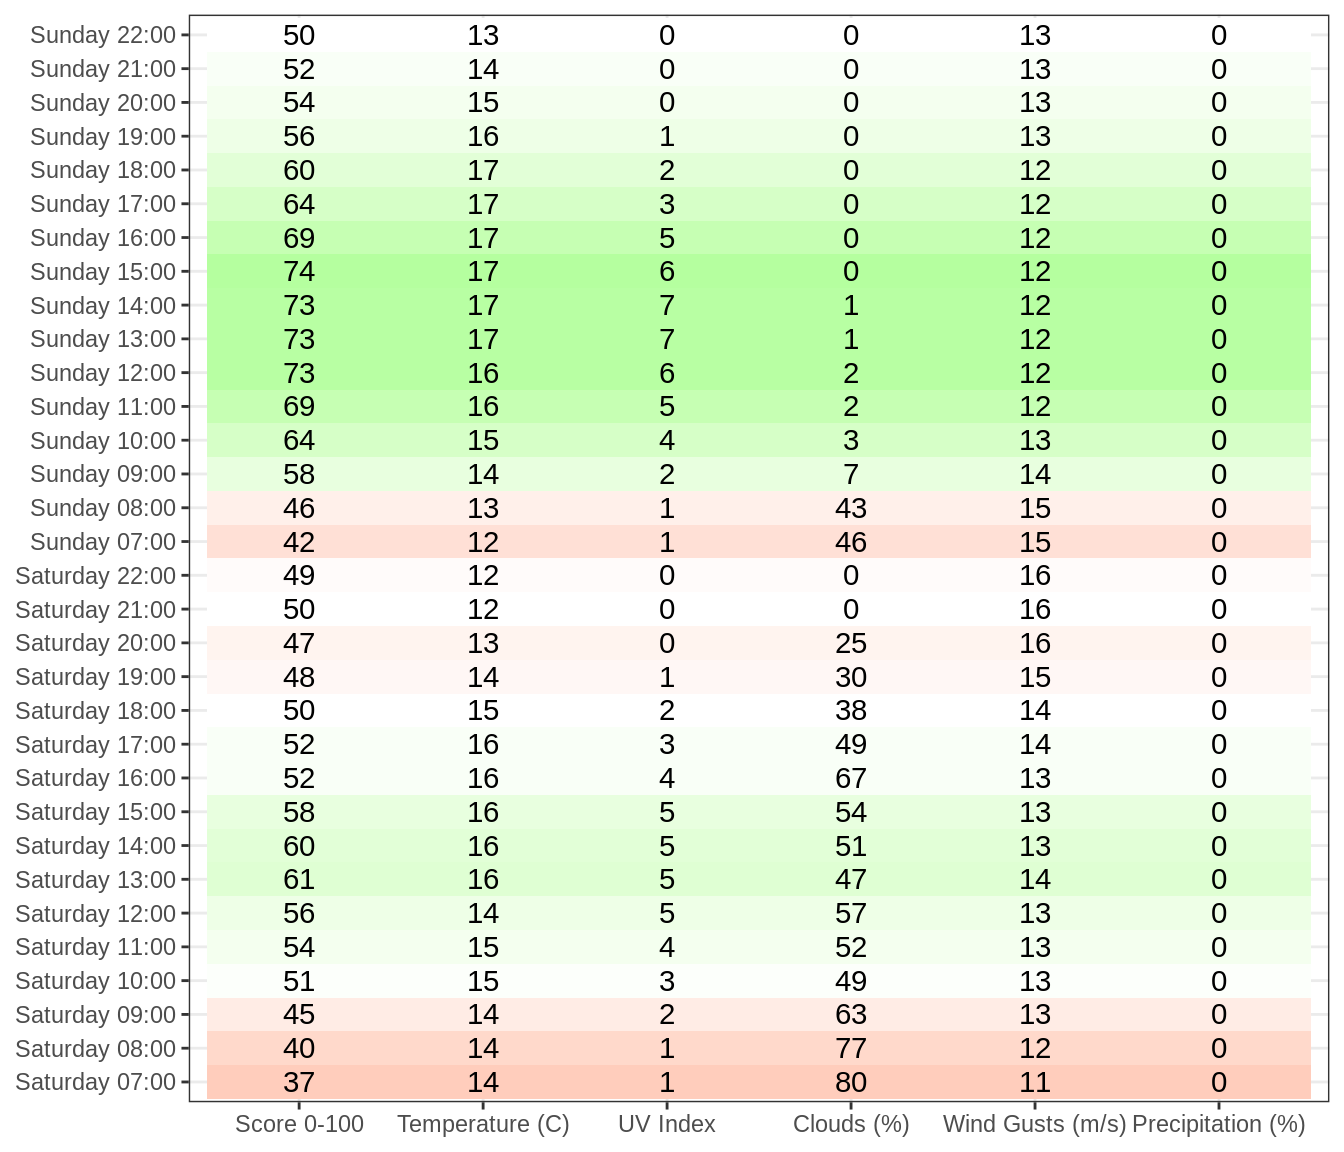 Sunday 22:00 50 13 0 0 13 0
Sunday 21:00 52 14 0 0 13 0
Sunday 20:00 54 15 0 0 13 0
Sunday 19:00 56 16 1 0 13 0
Sunday 18:00 60 17 2 0 12 0
Sunday 17:00 64 17 3 0 12 0
Sunday 16:00 69 17 5 0 12 0
Sunday 15:00 74 17 6 0 12 0
Sunday 14:00 73 17 7 1 12 0
Sunday 13:00 73 17 7 1 12 0
Sunday 12:00 73 16 6 2 12 0
Sunday 11:00 69 16 5 2 12 0
Sunday 10:00 64 15 4 3 13 0
Sunday 09:00 58 14 2 7 14 0
Sunday 08:00 46 13 1 43 15 0
Sunday 07:00 42 12 1 46 15 0
Saturday 22:00 49 12 0 0 16 0
Saturday 21:00 50 12 0 0 16 0
Saturday 20:00 47 13 0 25 16 0
Saturday 19:00 48 14 1 30 15 0
Saturday 18:00 50 15 2 38 14 0
Saturday 17:00 52 16 3 49 14 0
Saturday 16:00 52 16 4 67 13 0
Saturday 15:00 58 16 5 54 13 0
Saturday 14:00 60 16 5 51 13 0
Saturday 13:00 61 16 5 47 14 0
Saturday 12:00 56 14 5 57 13 0
Saturday 11:00 54 15 4 52 13 0
Saturday 10:00 51 15 3 49 13 0
Saturday 09:00 45 14 2 63 13 0
Saturday 08:00 40 14 1 77 12 0
Saturday 07:00 37 14 1 80 11 0
Score 0-100 Temperature (C) UV Index Clouds (%) Wind Gusts (m/s) Precipitation (%)